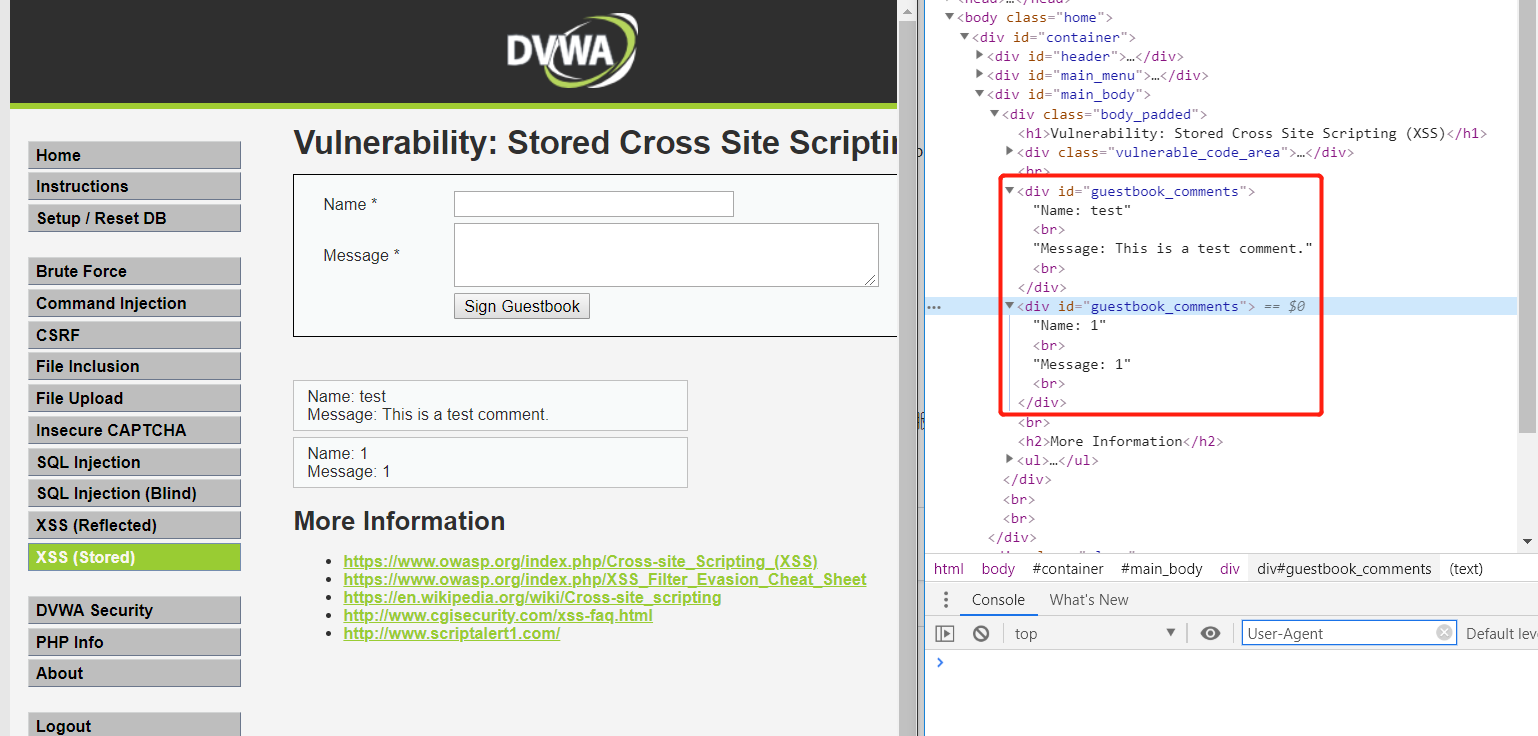 DVWA
Home
Instructions
Setup / Reset DB
Brute Force
Command Injection
CSRF
File Inclusion
File Upload
Insecure CAPTCHA
SQL Injection
SQL Injection (Blind)
XSS (Reflected)
XSS (Stored)
DVWA Security
PHP Info
About
Logout
Vulnerability: Stored Cross Site Scriptin
Name *
Message *
Sign Guestbook
Name: test
Message: This is a test comment.
Name: 1
Message: 1
More Information
https://www.owasp.org/index.php/Cross-site_Scripting_(XSS)
https://www.owasp.org/index.php/XSS_Filter_Evasion_Cheat_Sheet
https://en.wikipedia.org/wiki/Cross-site_scripting
http://www.cgisecurity.com/xss-faq.html
http://www.scriptalert1.com/
<body class="home">
<div id="container">
<div id="header">…</div>
<div id="main_menu">…</div>
<div id="main_body">
<div class="body_padded">
<h1>Vulnerability: Stored Cross Site Scripting (XSS)</h1>
<div class="vulnerable_code_area">…</div>
<br>
<div id="guestbook_comments">
"Name: test"
<br>
"Message: This is a test comment."
<br>
</div>
<div id="guestbook_comments"> == $0
"Name: 1"
<br>
"Message: 1"
<br>
</div>
<br>
<h2>More Information</h2>
<ul>…</ul>
</div>
<br>
<br>
</div>
html body #container #main_body div div#guestbook_comments (text)
Console What's New
top User-Agent Default leve